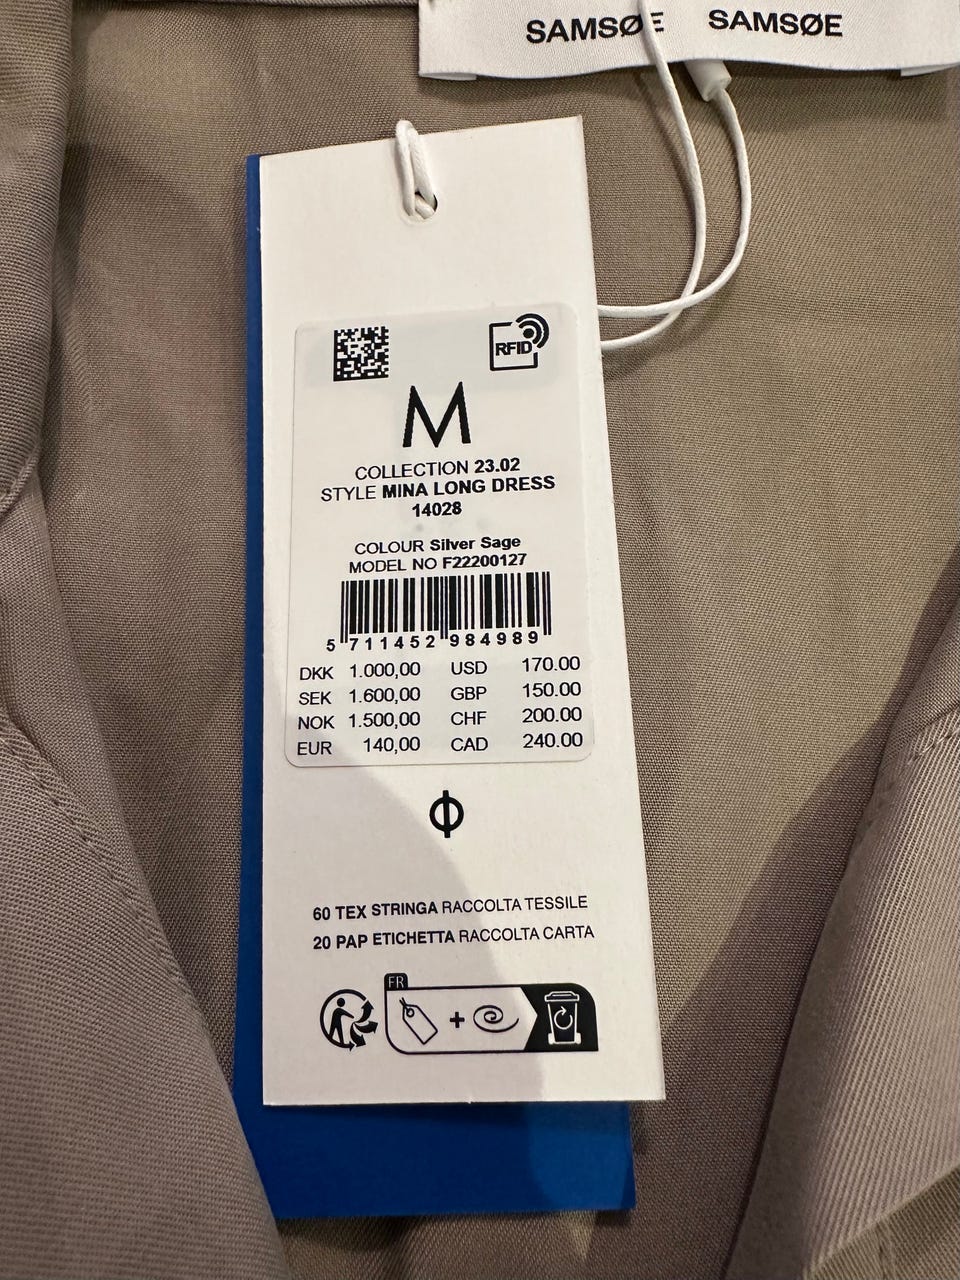 SAMSØE SAMSØE
RFID
M
COLLECTION 23.02
STYLE MINA LONG DRESS
14028
COLOUR Silver Sage
MODEL NO F22200127
5 711452 984989
DKK 1.000,00 USD 170.00
SEK 1.600,00 GBP 150.00
NOK 1.500,00 CHF 200.00
EUR 140,00 CAD 240.00
60 TEX STRINGA RACCOLTA TESSILE
20 PAP ETICHETTA RACCOLTA CARTA
FR
+